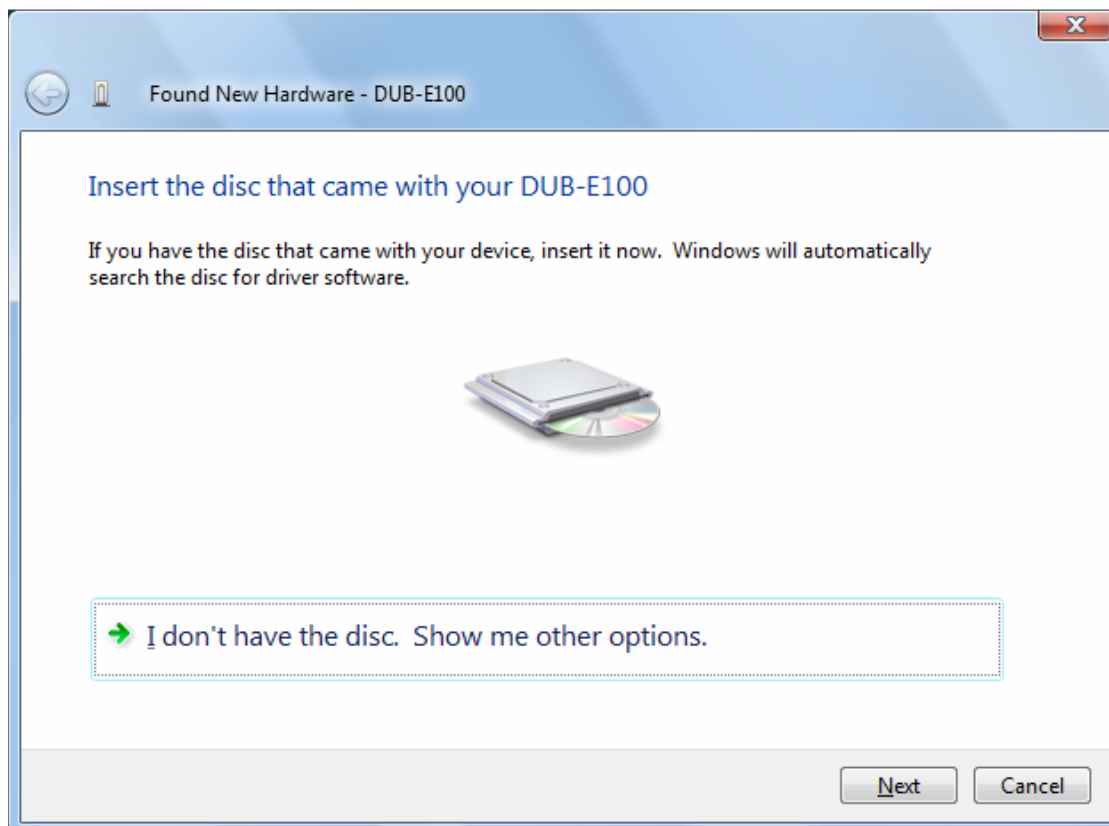 Found New Hardware - DUB-E100
Insert the disc that came with your DUB-E100
If you have the disc that came with your device, insert it now.  Windows will automatically
search the disc for driver software.
I don't have the disc.  Show me other options.
Next
Cancel